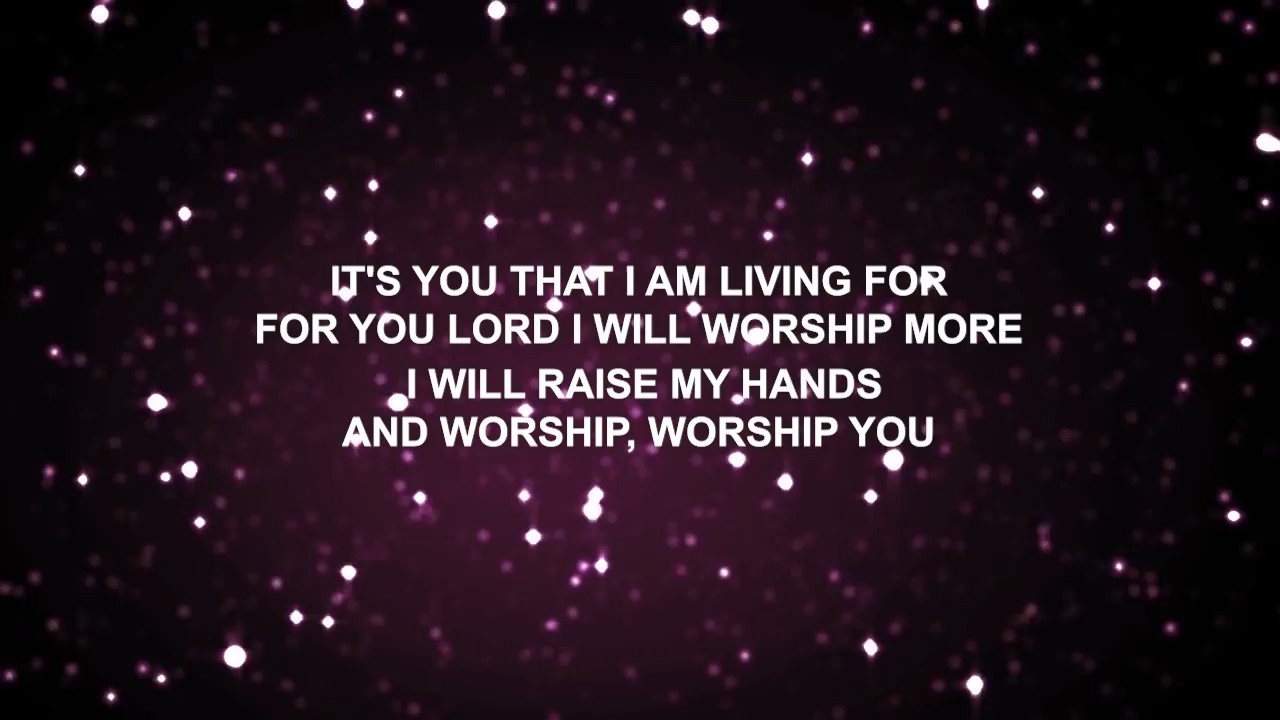 IT'S YOU THAT I AM LIVING FOR
FOR YOU LORD I WILL WORSHIP MORE
I WILL RAISE MY HANDS
AND WORSHIP, WORSHIP YOU